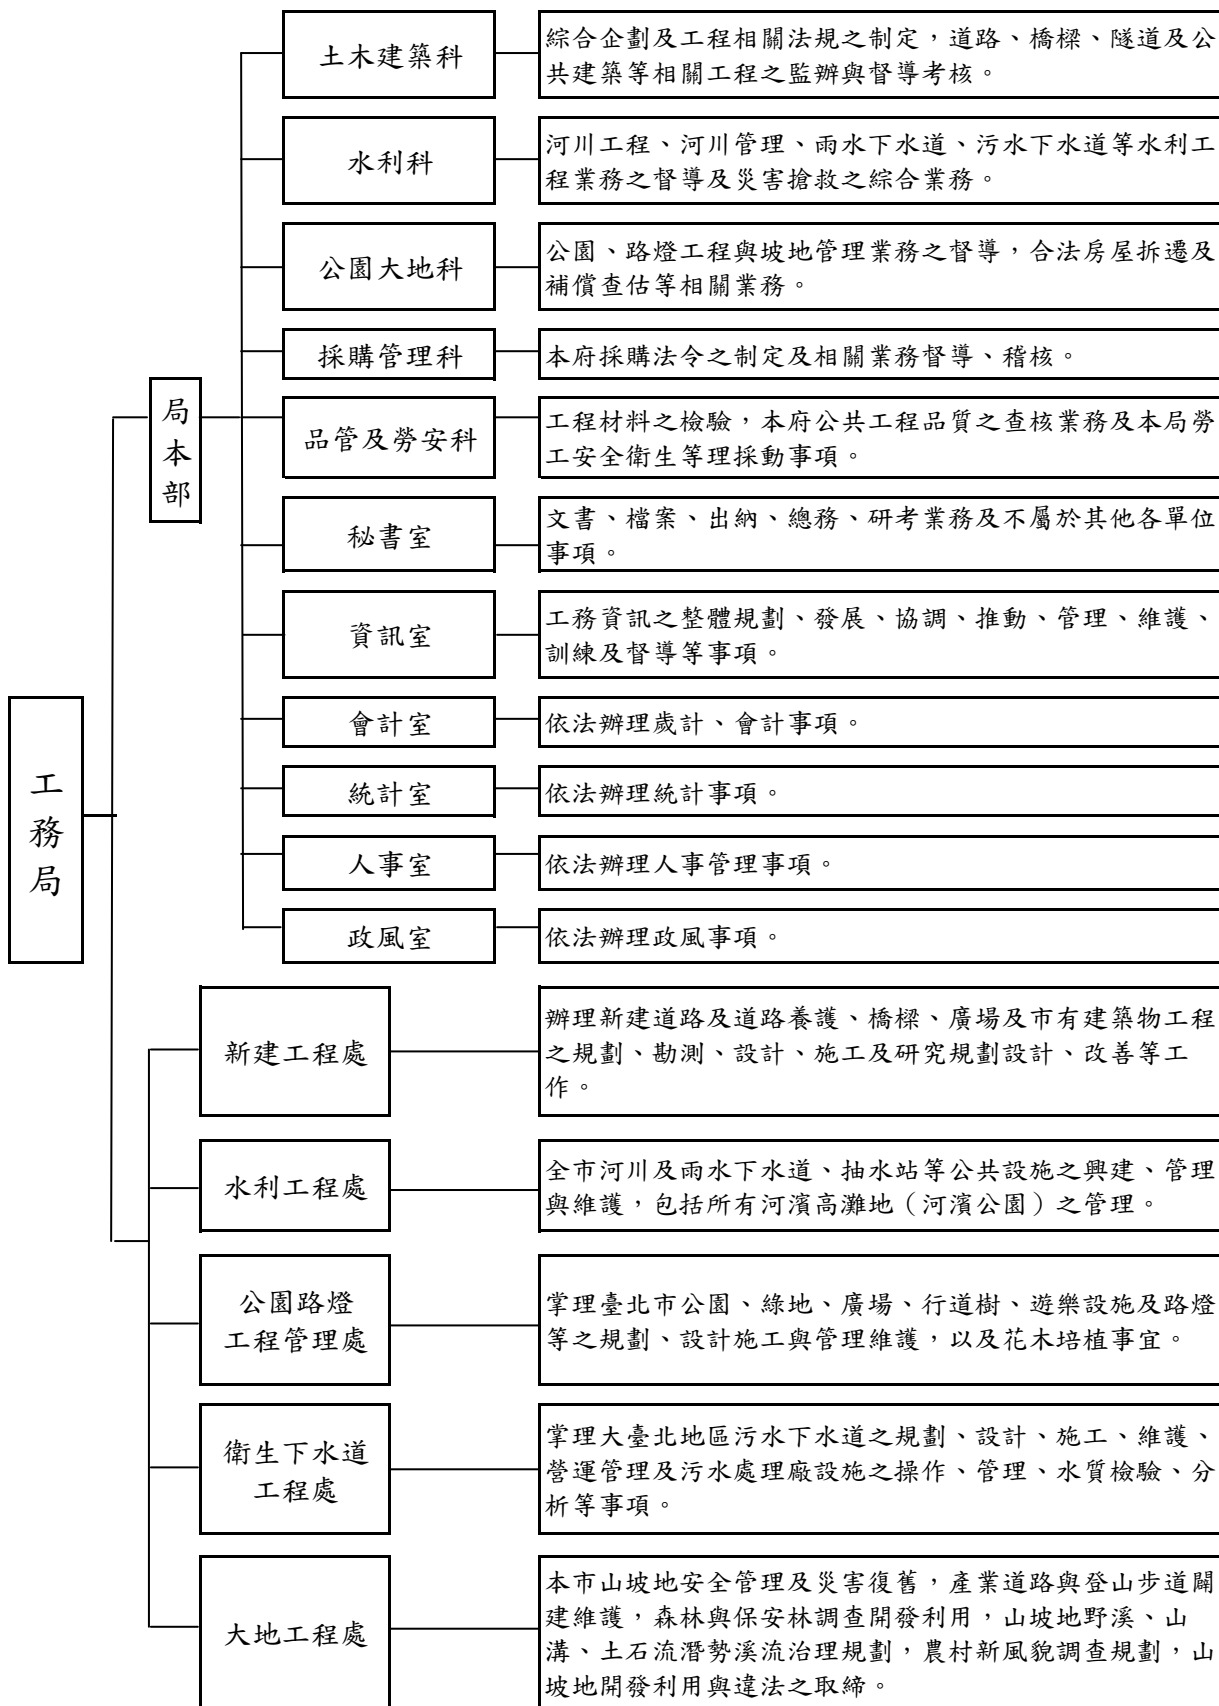 工務局
局本部
土木建築科
綜合企劃及工程相關法規之制定，道路、橋樑、隧道及公
共建築等相關工程之監辦與督導考核。
水利科
河川工程、河川管理、雨水下水道、污水下水道等水利工
程業務之督導及災害搶救之綜合業務。
公園大地科
公園、路燈工程與坡地管理業務之督導，合法房屋拆遷及
補償查估等相關業務。
採購管理科
本府採購法令之制定及相關業務督導、稽核。
品管及勞安科
工程材料之檢驗，本府公共工程品質之查核業務及本局勞
工安全衛生等理採動事項。
秘書室
文書、檔案、出納、總務、研考業務及不屬於其他各單位
事項。
資訊室
工務資訊之整體規劃、發展、協調、推動、管理、維護、
訓練及督導等事項。
會計室
依法辦理歲計、會計事項。
統計室
依法辦理統計事項。
人事室
依法辦理人事管理事項。
政風室
依法辦理政風事項。
新建工程處
辦理新建道路及道路養護、橋樑、廣場及市有建築物工程
之規劃、勘測、設計、施工及研究規劃設計、改善等工
作。
水利工程處
全市河川及雨水下水道、抽水站等公共設施之興建、管理
與維護，包括所有河濱高灘地（河濱公園）之管理。
公園路燈
工程管理處
掌理臺北市公園、綠地、廣場、行道樹、遊樂設施及路燈
等之規劃、設計施工與管理維護，以及花木培植事宜。
衛生下水道
工程處
掌理大臺北地區污水下水道之規劃、設計、施工、維護、
營運管理及污水處理廠設施之操作、管理、水質檢驗、分
析等事項。
大地工程處
本市山坡地安全管理及災害復舊，產業道路與登山步道闢
建維護，森林與保安林調查開發利用，山坡地野溪、山
溝、土石流潛勢溪流治理規劃，農村新風貌調查規劃，山
坡地開發利用與違法之取締。